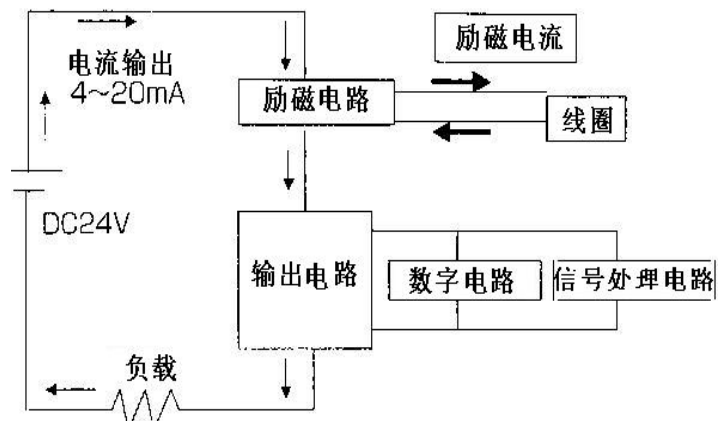 励磁电流
电流输出
4~20mA
励磁电路
线圈
DC24V
输出电路
数字电路
信号处理电路
负载